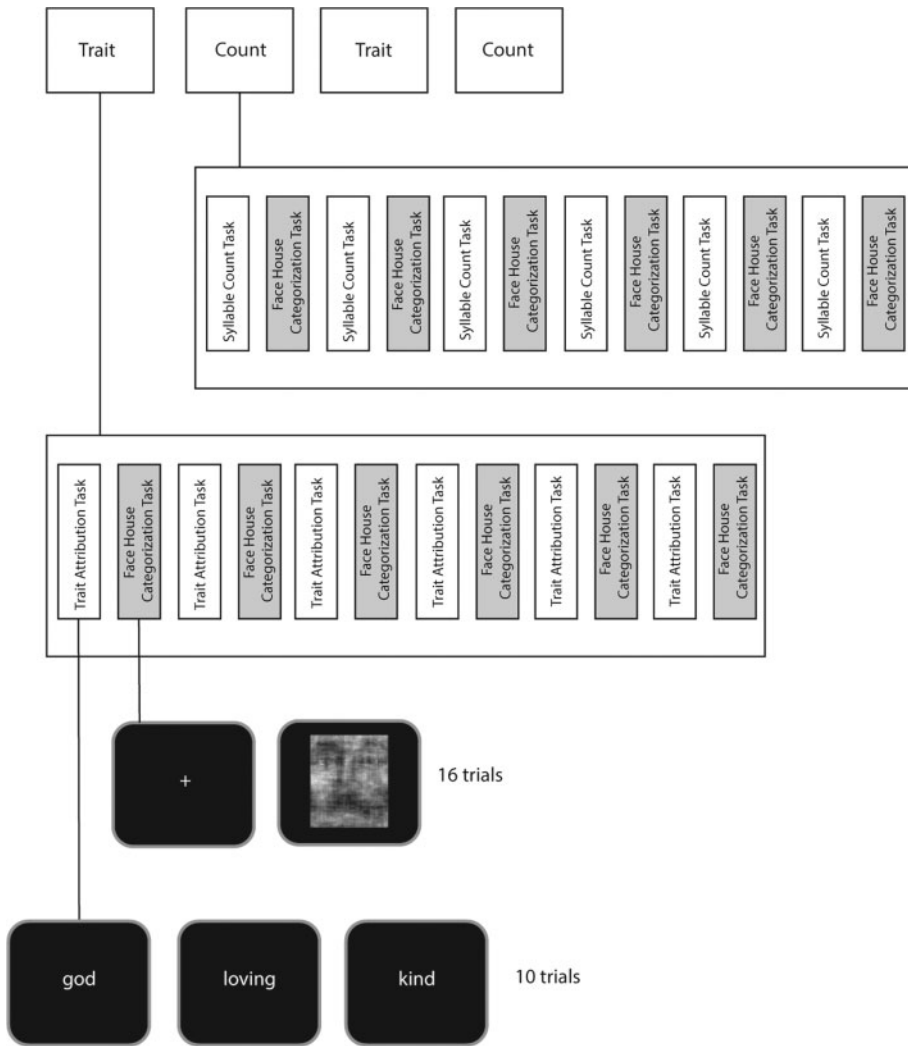 Trait
Count
Trait
Count
Syllable Count Task
Face House
Categorization Task
Syllable Count Task
Face House
Categorization Task
Syllable Count Task
Face House
Categorization Task
Syllable Count Task
Face House
Categorization Task
Syllable Count Task
Face House
Categorization Task
Syllable Count Task
Face House
Categorization Task
Trait Attribution Task
Face House
Categorization Task
Trait Attribution Task
Face House
Categorization Task
Trait Attribution Task
Face House
Categorization Task
Trait Attribution Task
Face House
Categorization Task
Trait Attribution Task
Face House
Categorization Task
Trait Attribution Task
Face House
Categorization Task
+
16 trials
god
loving
kind
10 trials